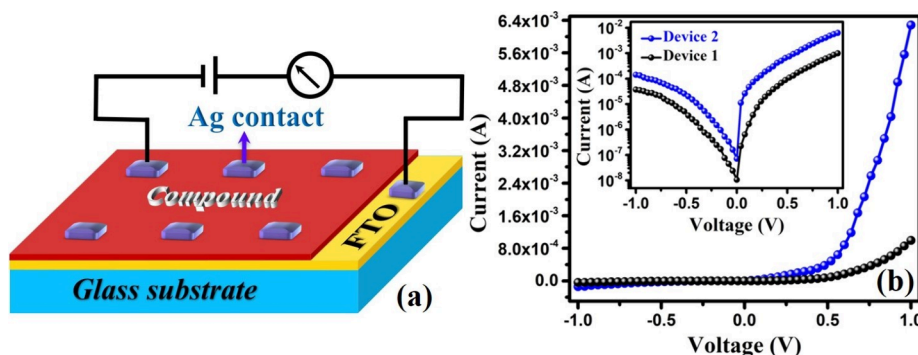 Ag contact
Compound
FTO
Glass substrate
(a)
6.4x10⁻³
5.6x10⁻³
4.8x10⁻³
4.0x10⁻³
3.2x10⁻³
2.4x10⁻³
1.6x10⁻³
8.0x10⁻⁴
0.0
Current (A)
-1.0 -0.5 0.0 0.5 1.0
Voltage (V)
10⁻²
10⁻³
10⁻⁴
10⁻⁵
10⁻⁶
10⁻⁷
10⁻⁸
Current (A)
Device 2
Device 1
-1.0 -0.5 0.0 0.5 1.0
Voltage (V)
(b)